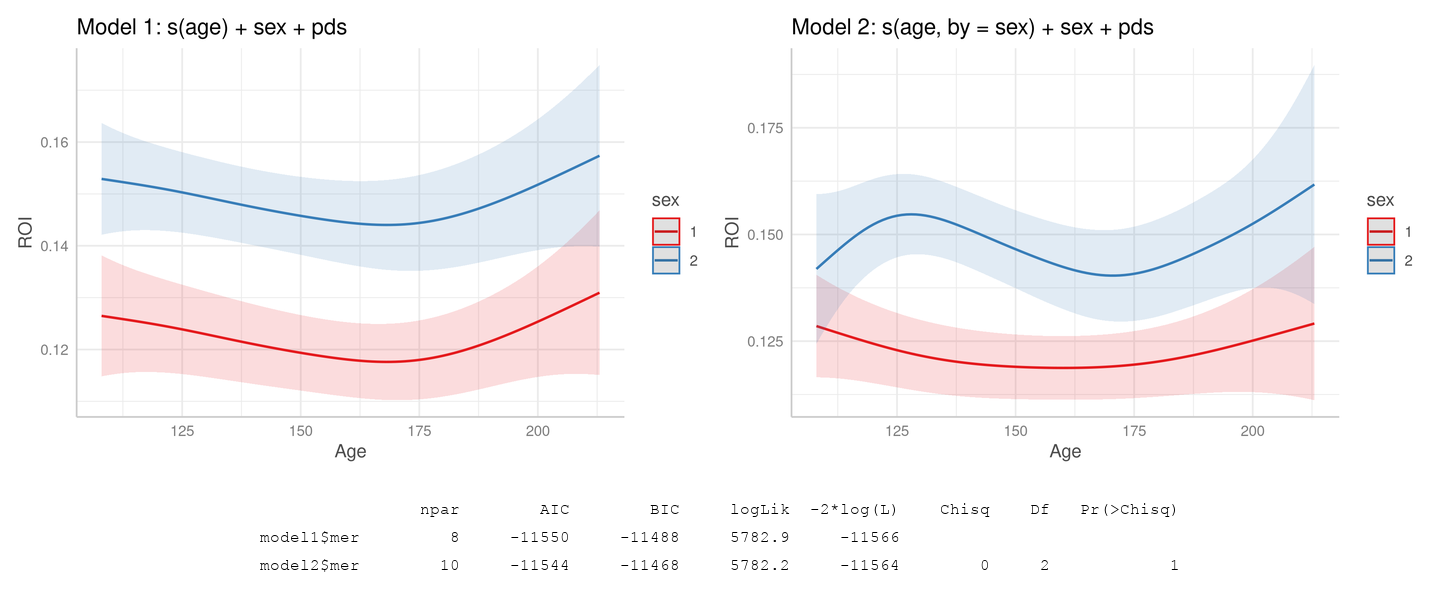 Model 1: s(age) + sex + pds
0.16
0.14
0.12
ROI
125 150 175 200
Age
sex
1
2
Model 2: s(age, by = sex) + sex + pds
0.175
0.150
0.125
ROI
125 150 175 200
Age
sex
1
2
npar AIC BIC logLik -2*log(L) Chisq Df Pr(>Chisq)
model1$mer 8 -11550 -11488 5782.9 -11566
model2$mer 10 -11544 -11468 5782.2 -11564 0 2 1